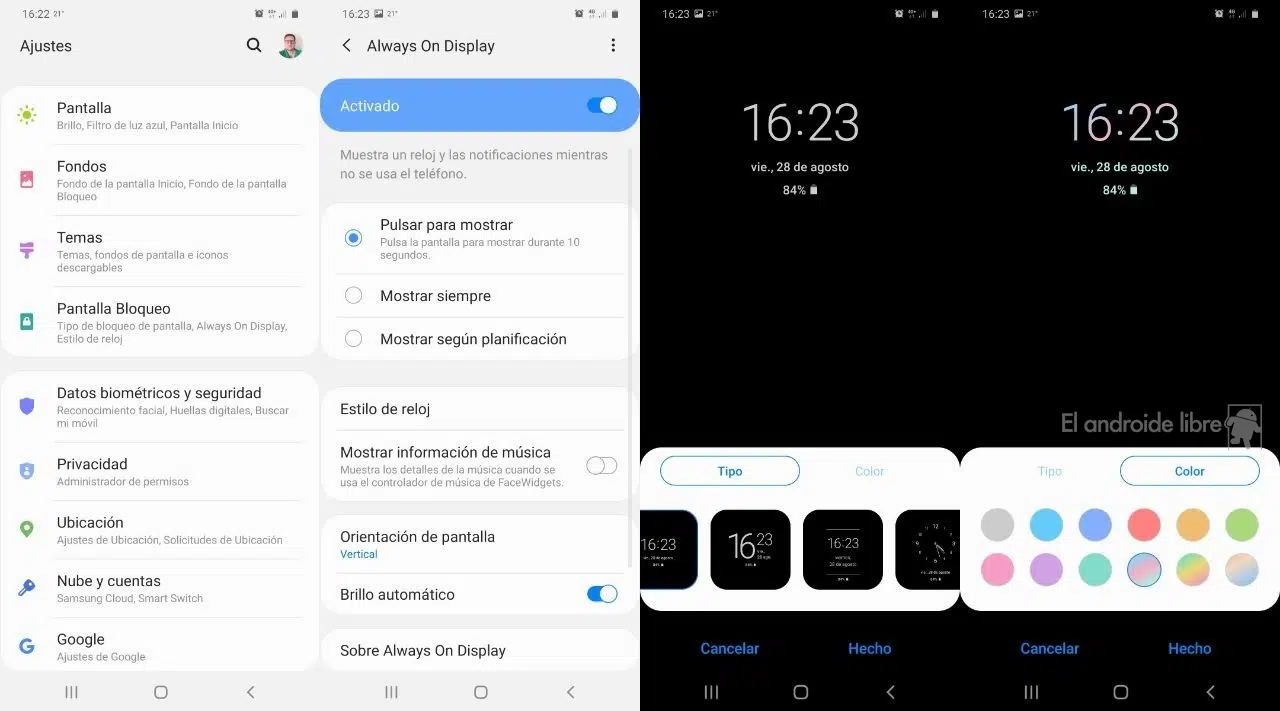 16:22 21°
Ajustes
Pantalla
Brillo, Filtro de luz azul, Pantalla Inicio
Fondos
Fondo de la pantalla Inicio, Fondo de la pantalla
Bloqueo
Temas
Temas, fondos de pantalla e iconos
descargables
Pantalla Bloqueo
Tipo de bloqueo de pantalla, Always On Display,
Estilo de reloj
Datos biométricos y seguridad
Reconocimiento facial, Huellas digitales, Buscar
mi móvil
Privacidad
Administrador de permisos
Ubicación
Ajustes de Ubicación, Solicitudes de Ubicación
Nube y cuentas
Samsung Cloud, Smart Switch
Google
Ajustes de Google
16:23 21°
Always On Display
Activado
Muestra un reloj y las notificaciones mientras
no se usa el teléfono.
Pulsar para mostrar
Pulsa la pantalla para mostrar durante 10
segundos.
Mostrar siempre
Mostrar según planificación
Estilo de reloj
Mostrar información de música
Muestra los detalles de la música cuando se
usa el controlador de música de FaceWidgets.
Orientación de pantalla
Vertical
Brillo automático
Sobre Always On Display
16:23 21°
16:23
vie., 28 de agosto
84%
Tipo Color
16:23
16 23
16:23
28 de agosto
12
Cancelar Hecho
16:23 21°
16:23
vie., 28 de agosto
84%
El androide libre
Tipo Color
Cancelar Hecho